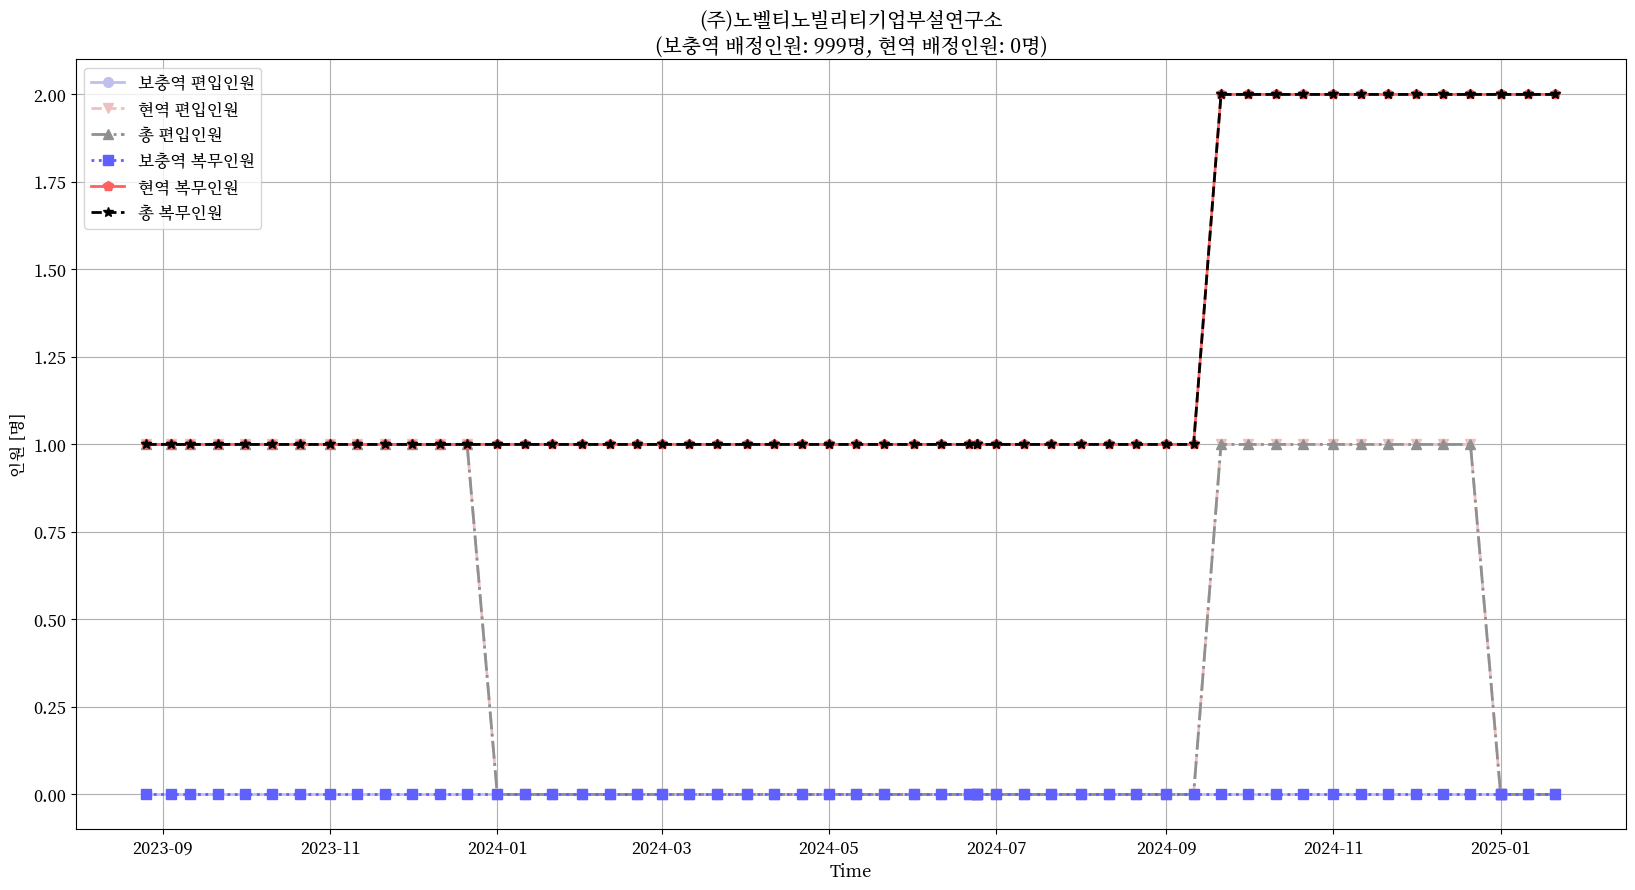 (주)노벨티노빌리티기업부설연구소
(보충역 배정인원: 999명, 현역 배정인원: 0명)
보충역 편입인원
현역 편입인원
총 편입인원
보충역 복무인원
현역 복무인원
총 복무인원
인원 [명]
2.00
1.75
1.50
1.25
1.00
0.75
0.50
0.25
0.00
2023-09 2023-11 2024-01 2024-03 2024-05 2024-07 2024-09 2024-11 2025-01
Time